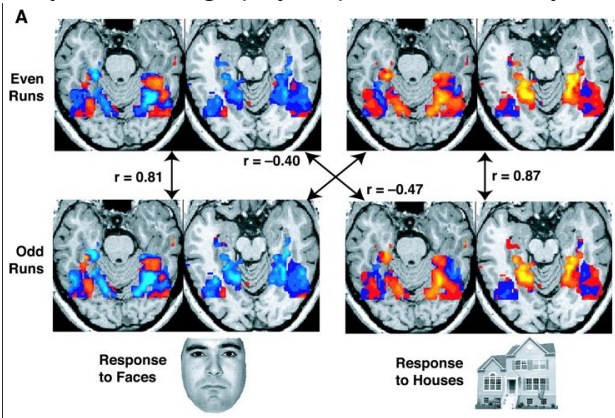 A
Even
Runs
r = 0.81
r = –0.40
r = –0.47
r = 0.87
Odd
Runs
Response
to Faces
Response
to Houses